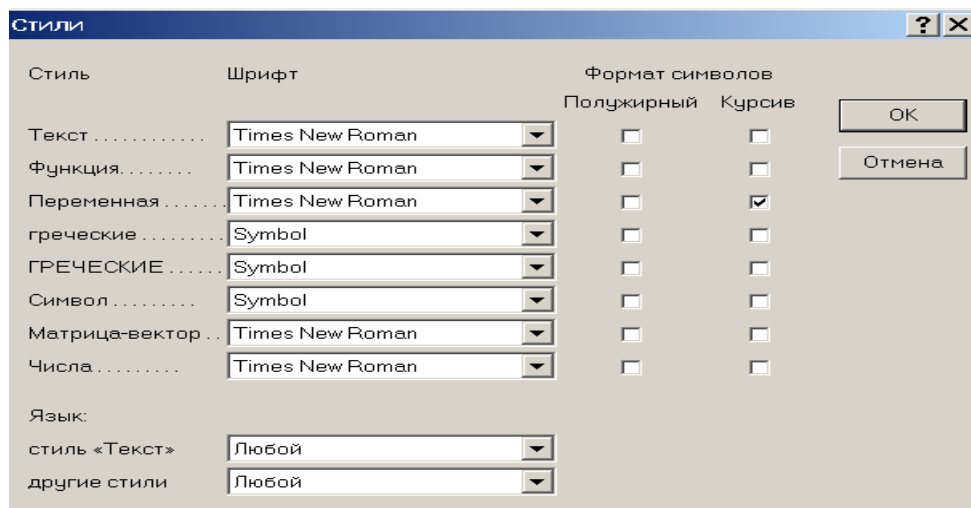 Стили
Стиль Шрифт Формат символов
Полужирный Курсив
OK
Текст . . . . . . . . . . . . Times New Roman
Отмена
Функция. . . . . . . . Times New Roman
Переменная . . . . . . . Times New Roman
греческие . . . . . . . . . Symbol
ГРЕЧЕСКИЕ . . . . . . Symbol
Символ . . . . . . . . . Symbol
Матрица-вектор . . Times New Roman
Числа . . . . . . . . . Times New Roman
Язык:
стиль «Текст» Любой
другие стили Любой